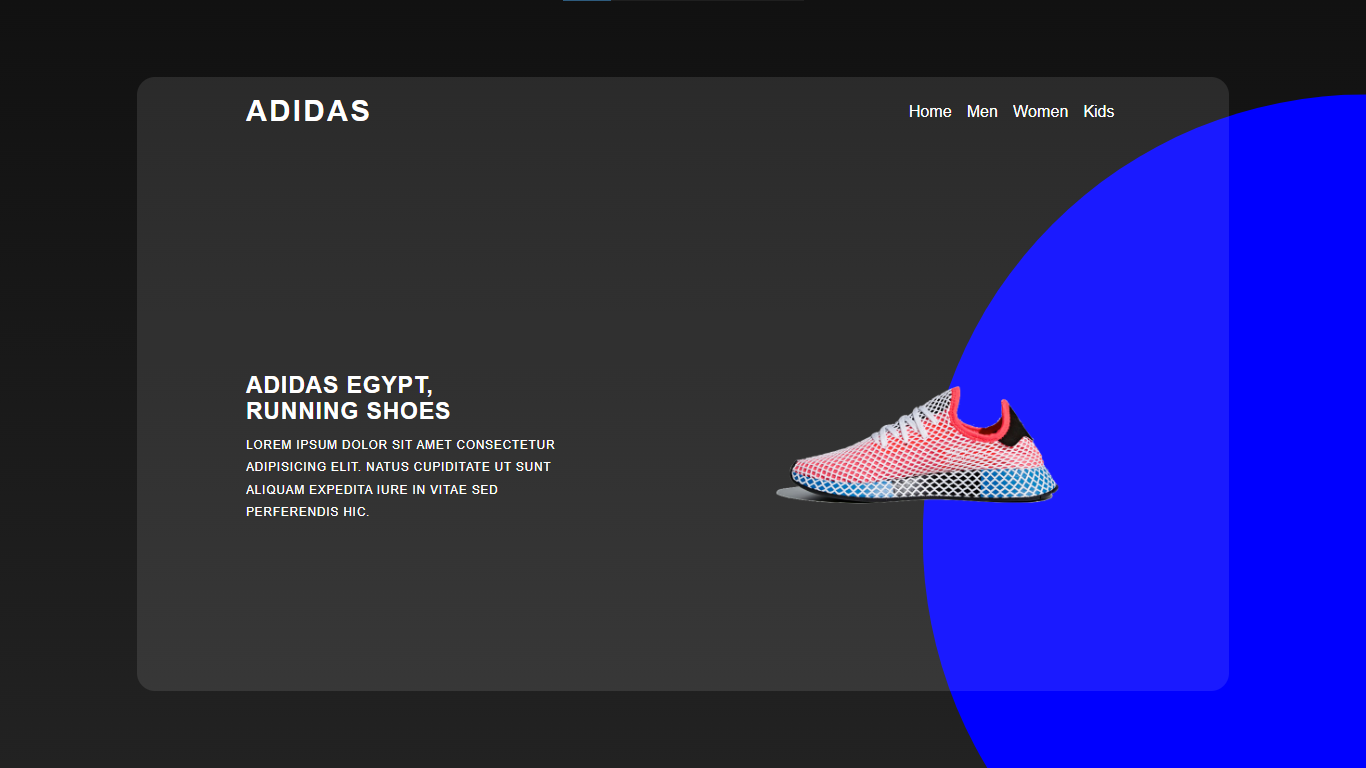 ADIDAS
Home Men Women Kids
ADIDAS EGYPT,
RUNNING SHOES
LOREM IPSUM DOLOR SIT AMET CONSECTETUR
ADIPISICING ELIT. NATUS CUPIDITATE UT SUNT
ALIQUAM EXPEDITA IURE IN VITAE SED
PERFERENDIS HIC.